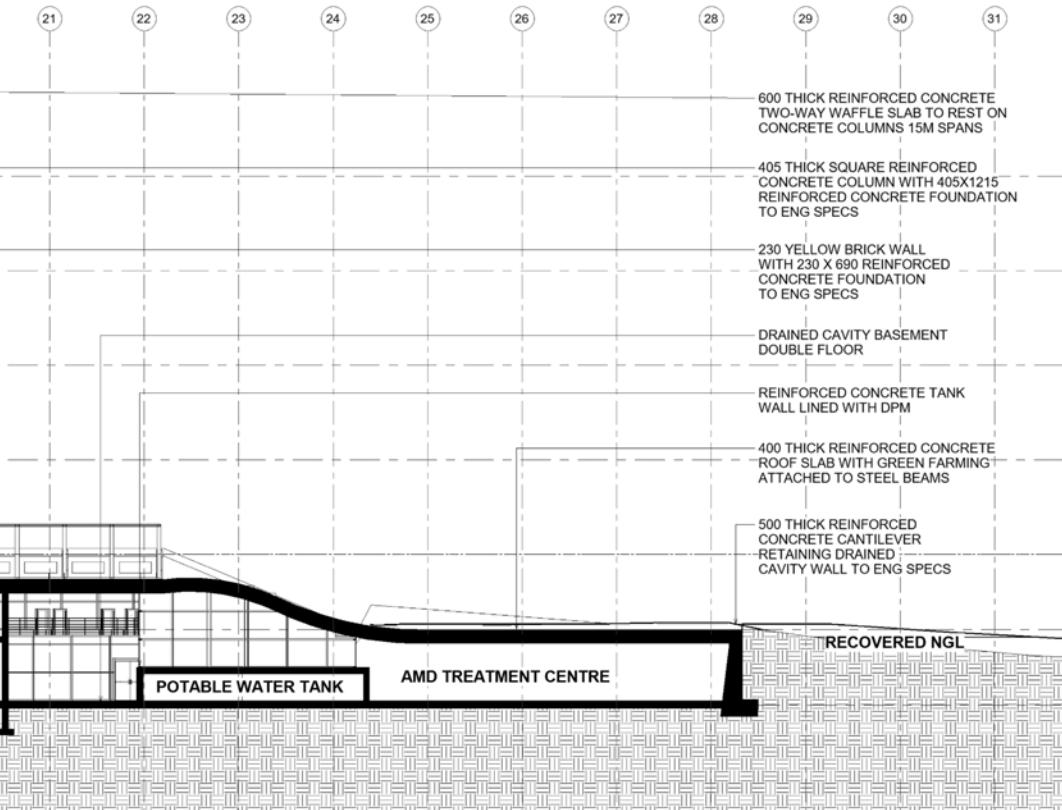 21 22 23 24 25 26 27 28 29 30 31
600 THICK REINFORCED CONCRETE
TWO-WAY WAFFLE SLAB TO REST ON
CONCRETE COLUMNS 15M SPANS
405 THICK SQUARE REINFORCED
CONCRETE COLUMN WITH 405X1215
REINFORCED CONCRETE FOUNDATION
TO ENG SPECS
230 YELLOW BRICK WALL
WITH 230 X 690 REINFORCED
CONCRETE FOUNDATION
TO ENG SPECS
DRAINED CAVITY BASEMENT
DOUBLE FLOOR
REINFORCED CONCRETE TANK
WALL LINED WITH DPM
400 THICK REINFORCED CONCRETE
ROOF SLAB WITH GREEN FARMING
ATTACHED TO STEEL BEAMS
500 THICK REINFORCED
CONCRETE CANTILEVER
RETAINING DRAINED
CAVITY WALL TO ENG SPECS
RECOVERED NGL
AMD TREATMENT CENTRE
POTABLE WATER TANK